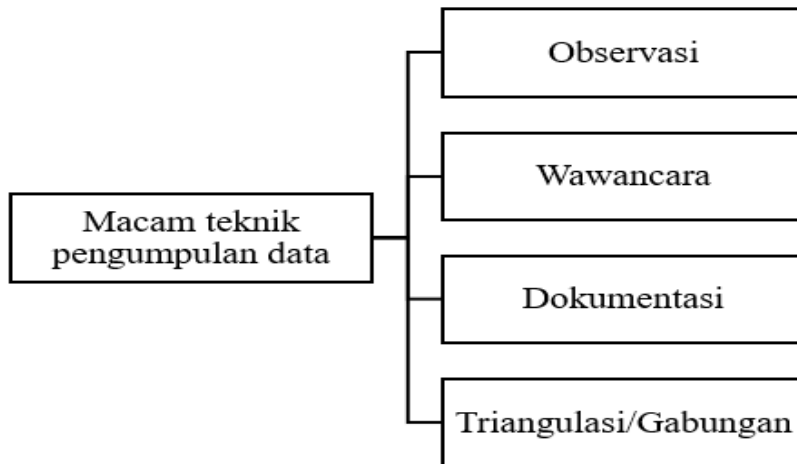 Macam teknik
pengumpulan data
Observasi
Wawancara
Dokumentasi
Triangulasi/Gabungan